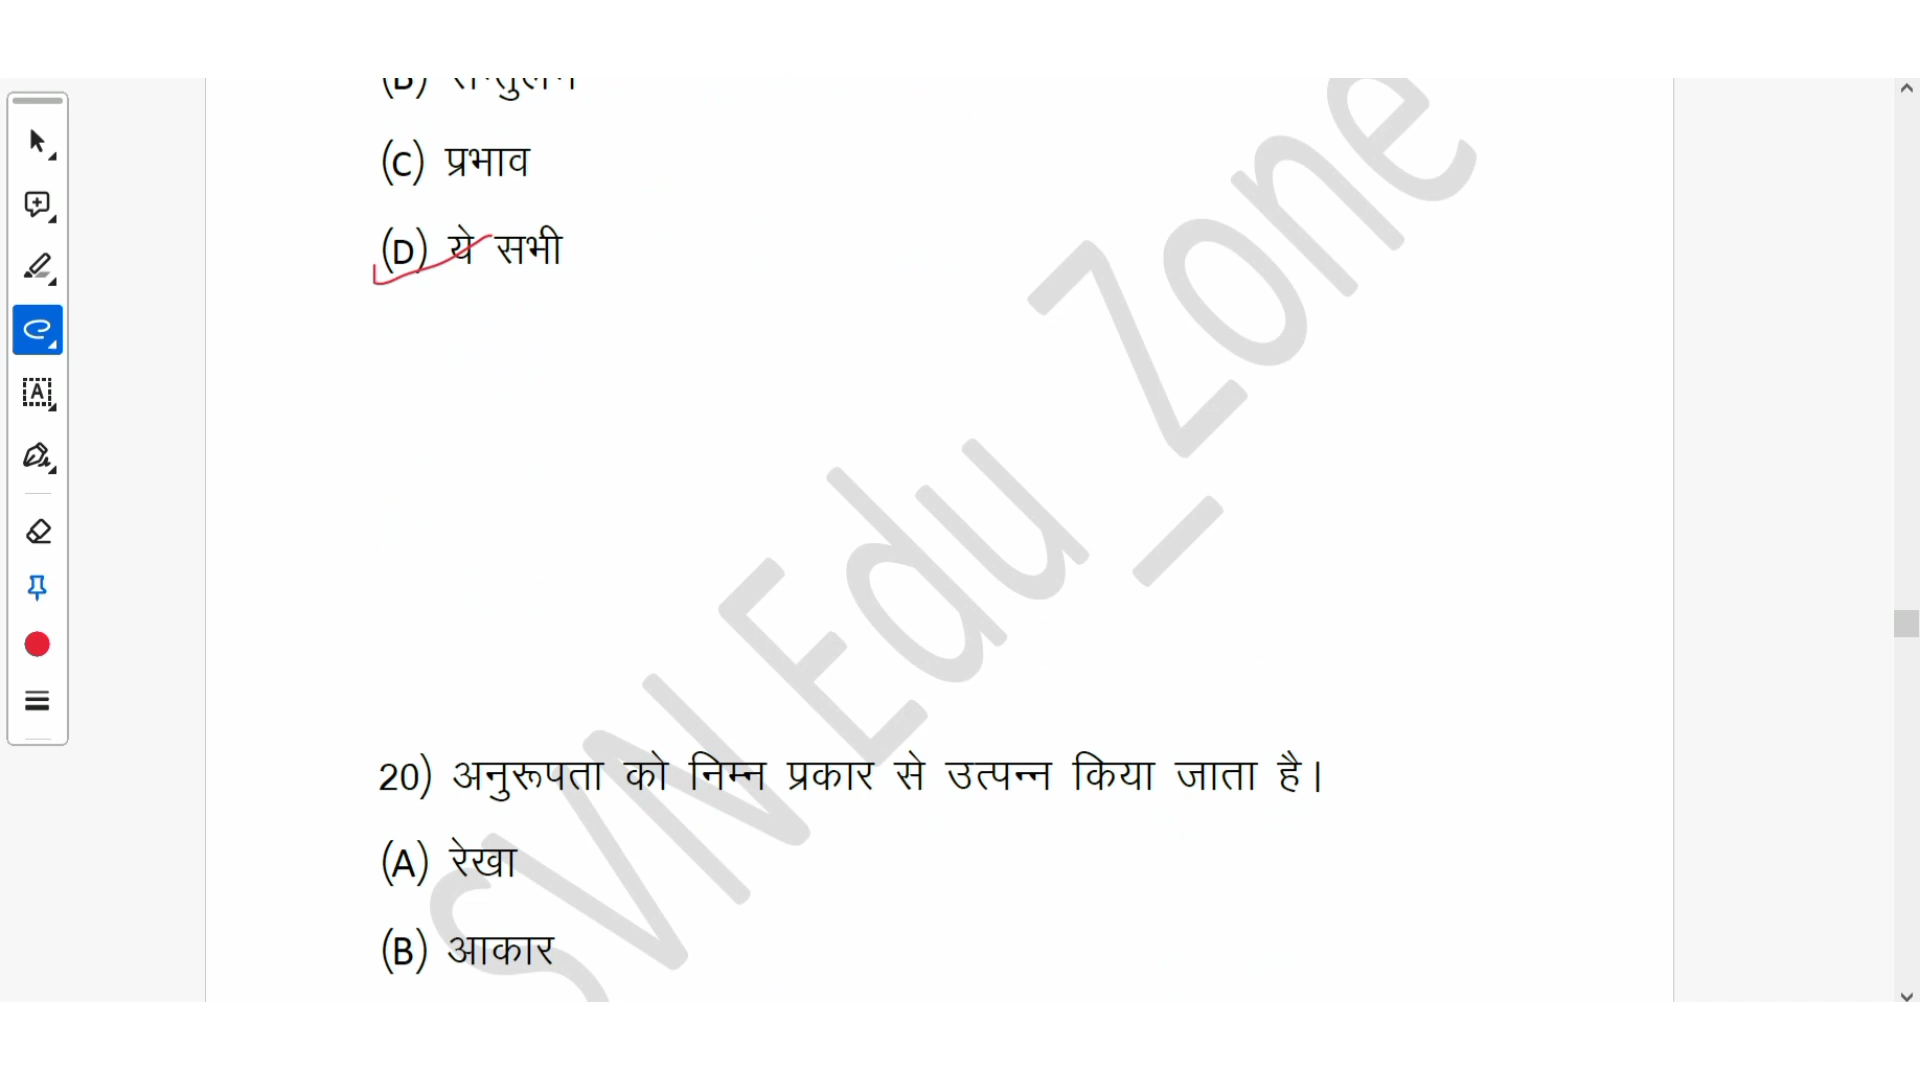 (C) प्रभाव
(D) ये सभी
SVN Edu_Zone
20) अनुरूपता को निम्न प्रकार से उत्पन्न किया जाता है।
(A) रेखा
(B) आकार